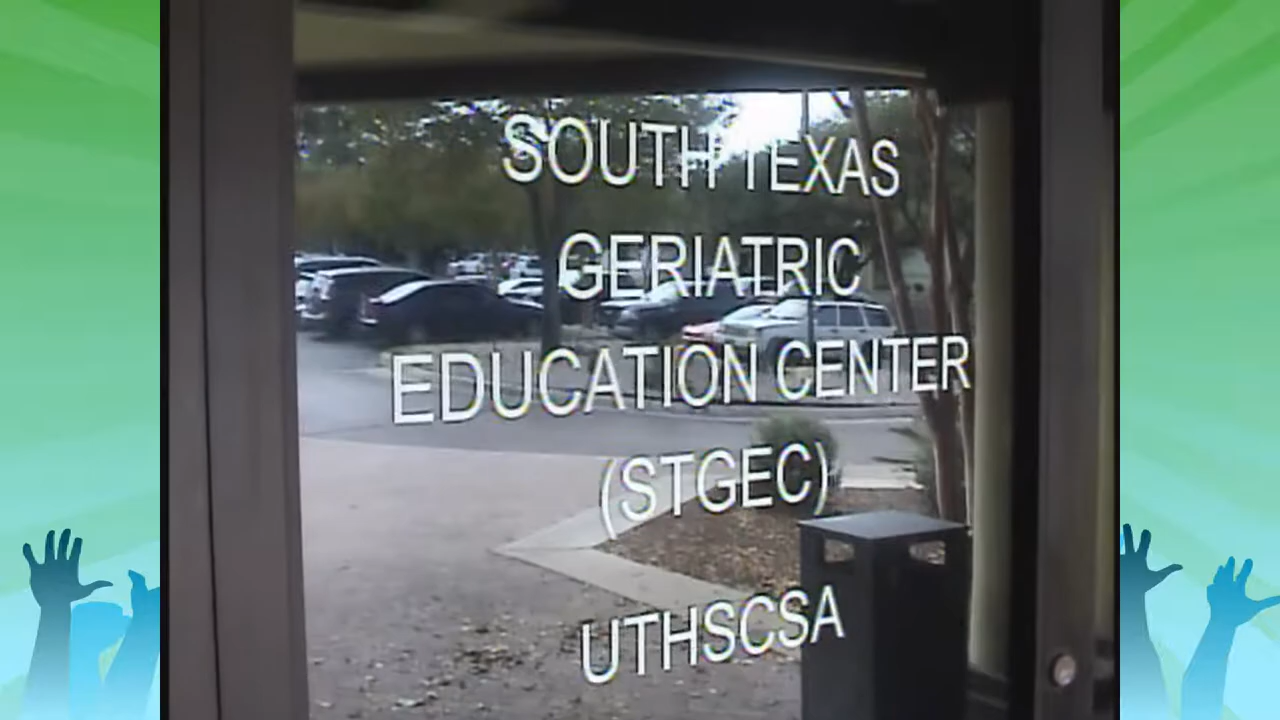 SOUTH TEXAS
GERIATRIC
EDUCATION CENTER
(STGEC)
UTHSCSA